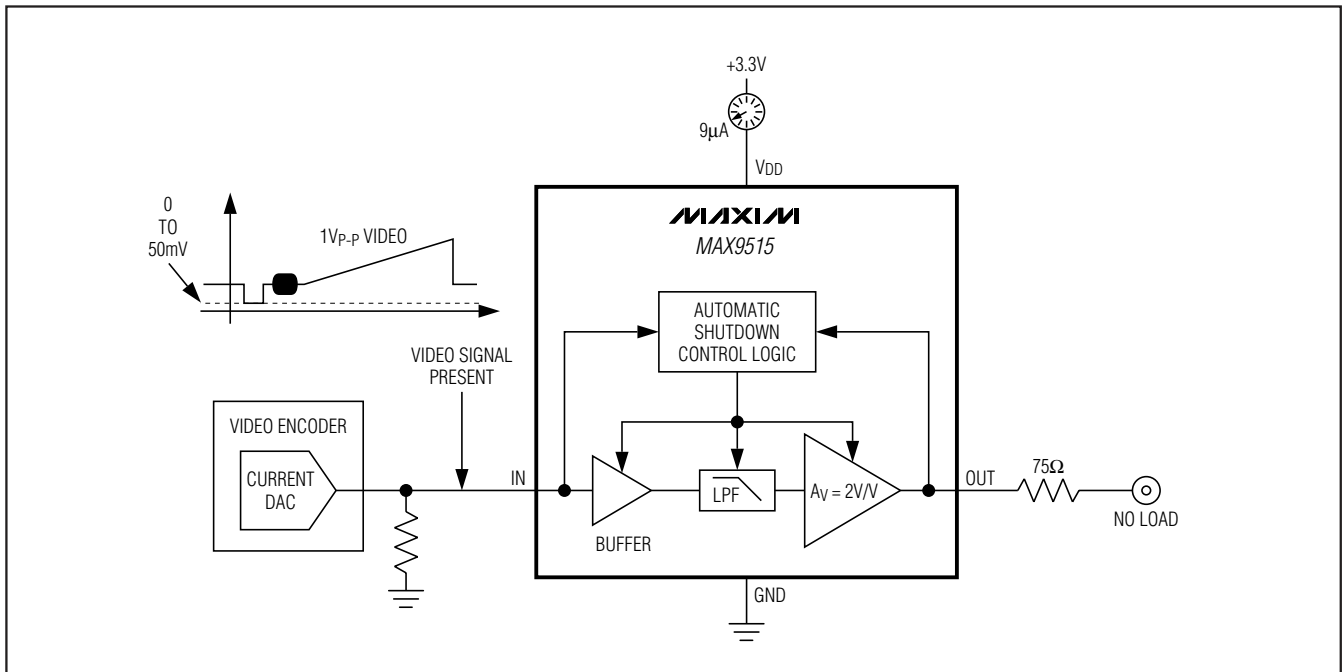 +3.3V
9μA
VDD
0
TO
50mV
1VP-P VIDEO
MAXIM
MAX9515
AUTOMATIC
SHUTDOWN
CONTROL LOGIC
VIDEO SIGNAL
PRESENT
VIDEO ENCODER
CURRENT
DAC
IN
BUFFER
LPF
AV = 2V/V
OUT
75Ω
NO LOAD
GND